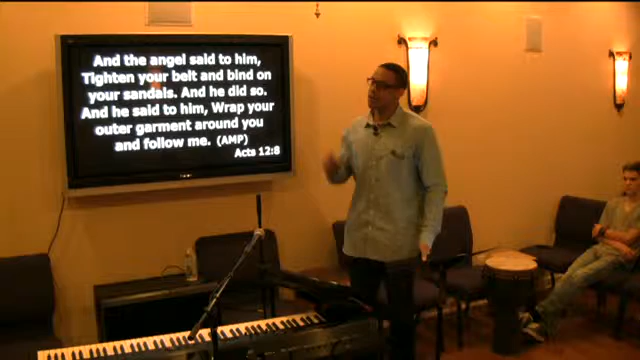 And the angel said to him,
Tighten your belt and bind on
your sandals. And he did so.
And he said to him, Wrap your
outer garment around you
and follow me. (AMP)
Acts 12:8